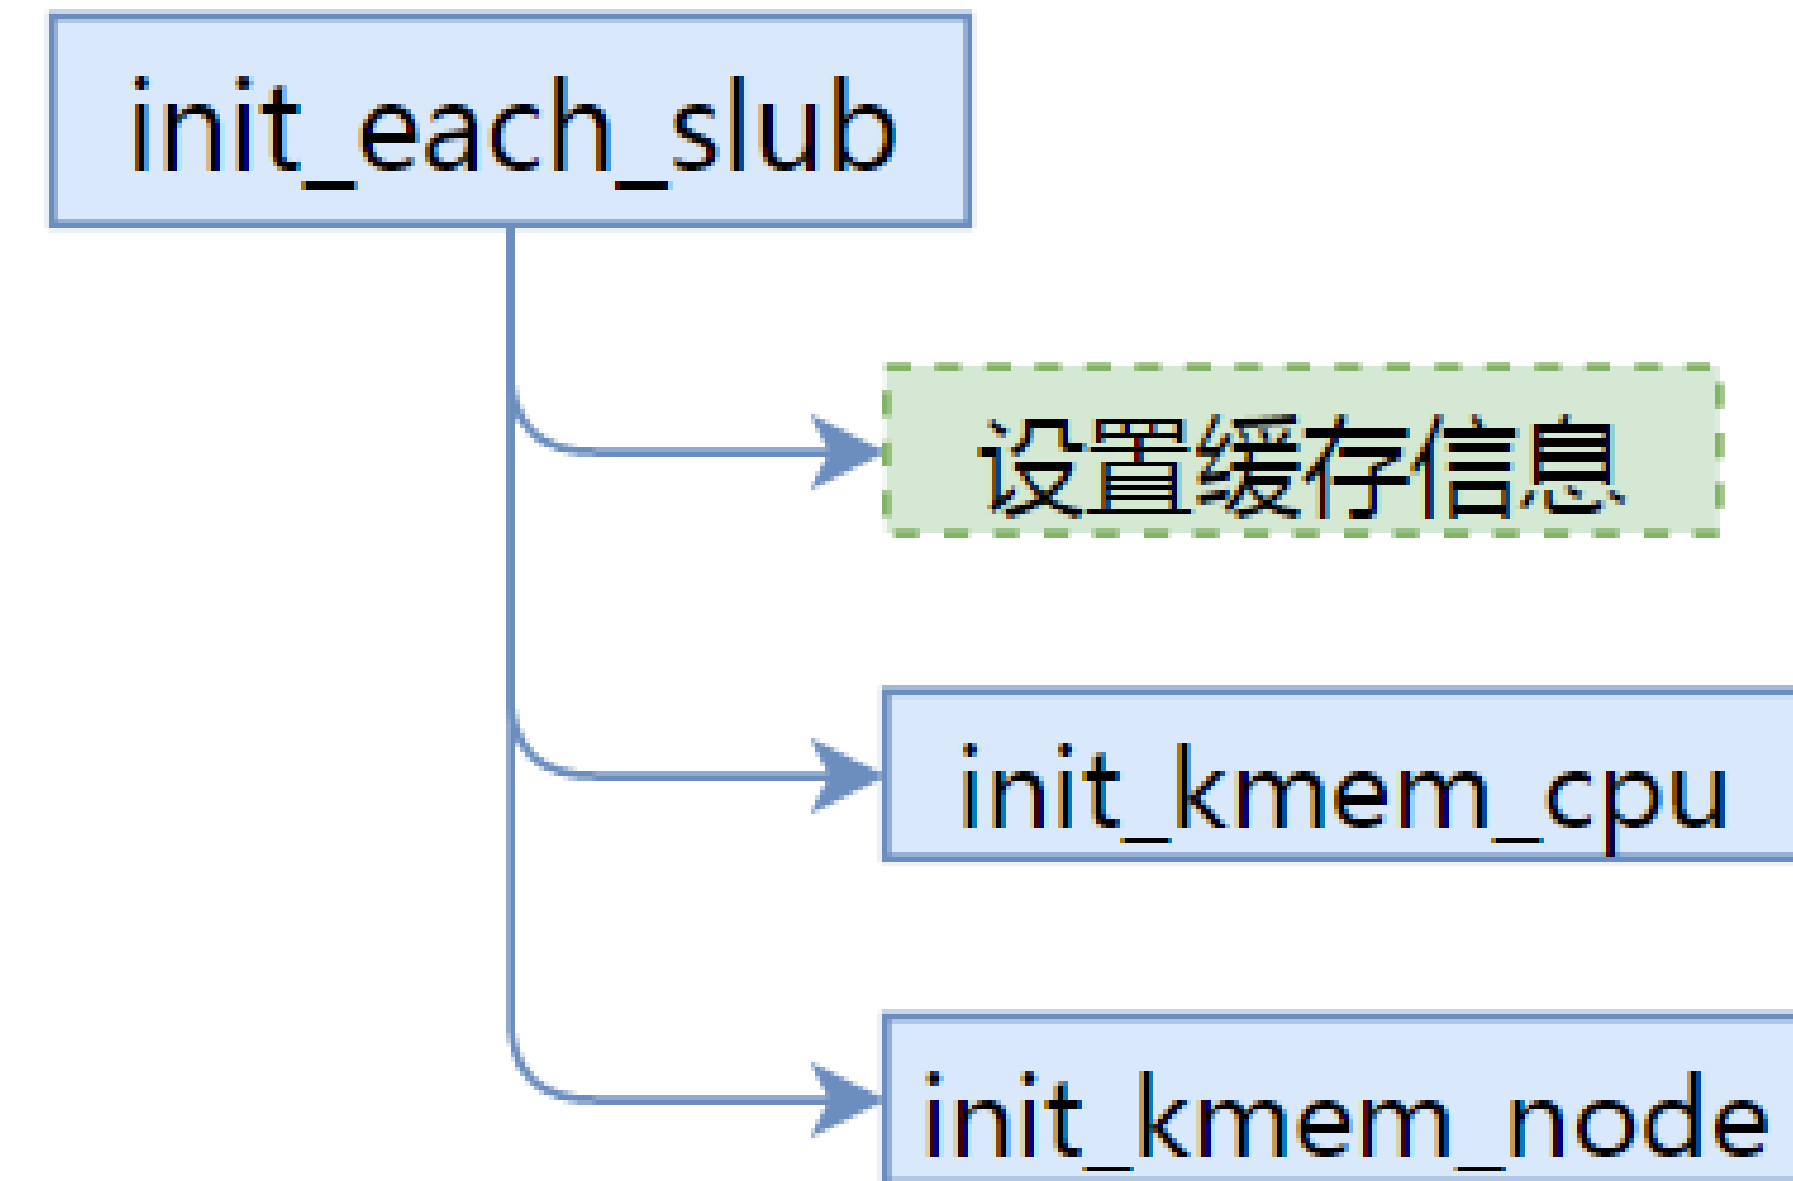 init_each_slub
设置缓存信息
init_kmem_cpu
init_kmem_node